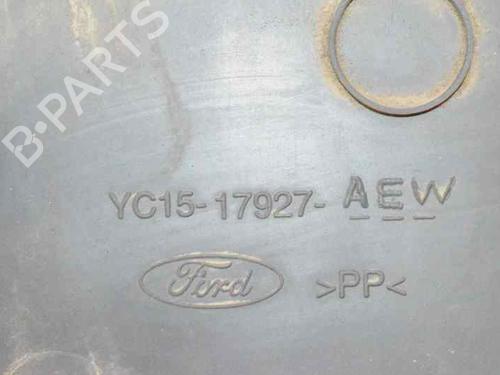 B·PARTS
YC15-17927-AEW
Ford
>PP<